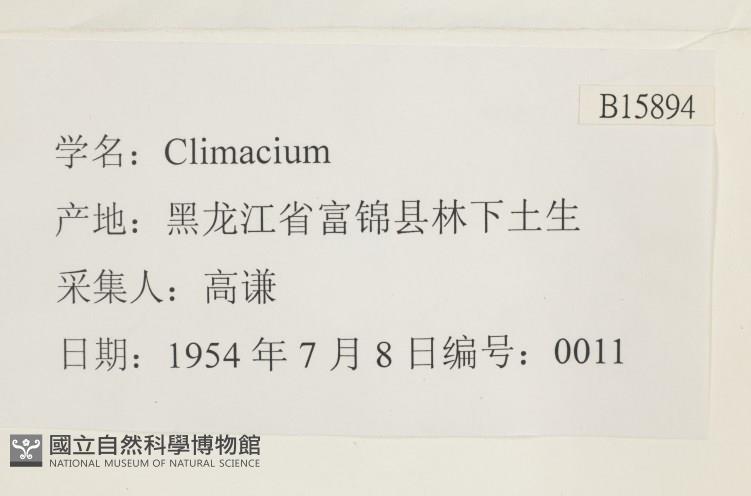 B15894
学名：Climacium
产地：黑龙江省富锦县林下土生
采集人：高谦
日期：1954 年 7 月 8 日编号：0011
國立自然科學博物館
NATIONAL MUSEUM OF NATURAL SCIENCE